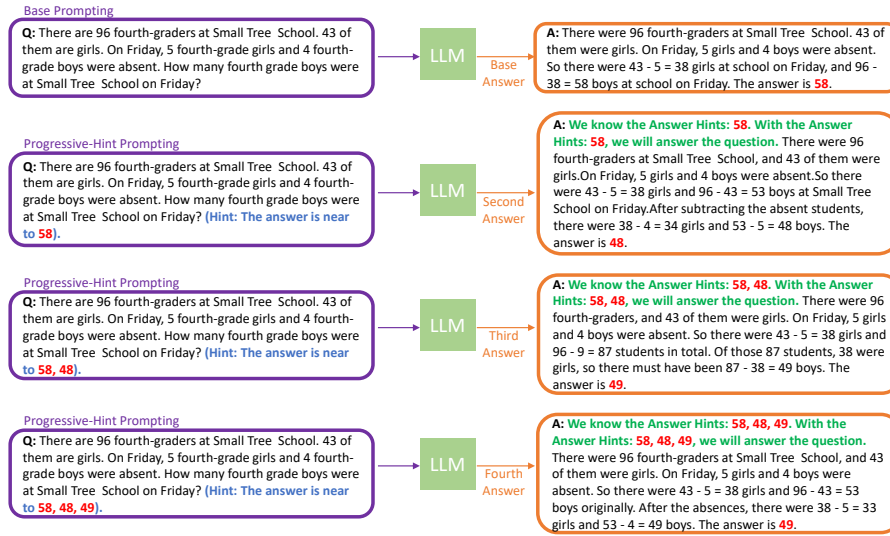 Base Prompting
Q: There are 96 fourth-graders at Small Tree School. 43 of
them are girls. On Friday, 5 fourth-grade girls and 4 fourth-
grade boys were absent. How many fourth grade boys were
at Small Tree School on Friday?
LLM
Base
Answer
A: There were 96 fourth-graders at Small Tree School. 43 of
them were girls. On Friday, 5 girls and 4 boys were absent.
So there were 43 - 5 = 38 girls at school on Friday, and 96 -
38 = 58 boys at school on Friday. The answer is 58.
Progressive-Hint Prompting
Q: There are 96 fourth-graders at Small Tree School. 43 of
them are girls. On Friday, 5 fourth-grade girls and 4 fourth-
grade boys were absent. How many fourth grade boys were
at Small Tree School on Friday? (Hint: The answer is near
to 58).
LLM
Second
Answer
A: We know the Answer Hints: 58. With the Answer
Hints: 58, we will answer the question. There were 96
fourth-graders at Small Tree School, and 43 of them were
girls.On Friday, 5 girls and 4 boys were absent.So there
were 43 - 5 = 38 girls and 96 - 43 = 53 boys at Small Tree
School on Friday.After subtracting the absent students,
there were 38 - 4 = 34 girls and 53 - 5 = 48 boys. The
answer is 48.
Progressive-Hint Prompting
Q: There are 96 fourth-graders at Small Tree School. 43 of
them are girls. On Friday, 5 fourth-grade girls and 4 fourth-
grade boys were absent. How many fourth grade boys were
at Small Tree School on Friday? (Hint: The answer is near
to 58, 48).
LLM
Third
Answer
A: We know the Answer Hints: 58, 48. With the Answer
Hints: 58, 48, we will answer the question. There were 96
fourth-graders, and 43 of them were girls. On Friday, 5 girls
and 4 boys were absent. So there were 43 - 5 = 38 girls and
96 - 9 = 87 students in total. Of those 87 students, 38 were
girls, so there must have been 87 - 38 = 49 boys. The
answer is 49.
Progressive-Hint Prompting
Q: There are 96 fourth-graders at Small Tree School. 43 of
them are girls. On Friday, 5 fourth-grade girls and 4 fourth-
grade boys were absent. How many fourth grade boys were
at Small Tree School on Friday? (Hint: The answer is near
to 58, 48, 49).
LLM
Fourth
Answer
A: We know the Answer Hints: 58, 48, 49. With the
Answer Hints: 58, 48, 49, we will answer the question.
There were 96 fourth-graders at Small Tree School, and 43
of them were girls. On Friday, 5 girls and 4 boys were
absent. So there were 43 - 5 = 38 girls and 96 - 43 = 53
boys originally. After the absences, there were 38 - 5 = 33
girls and 53 - 4 = 49 boys. The answer is 49.